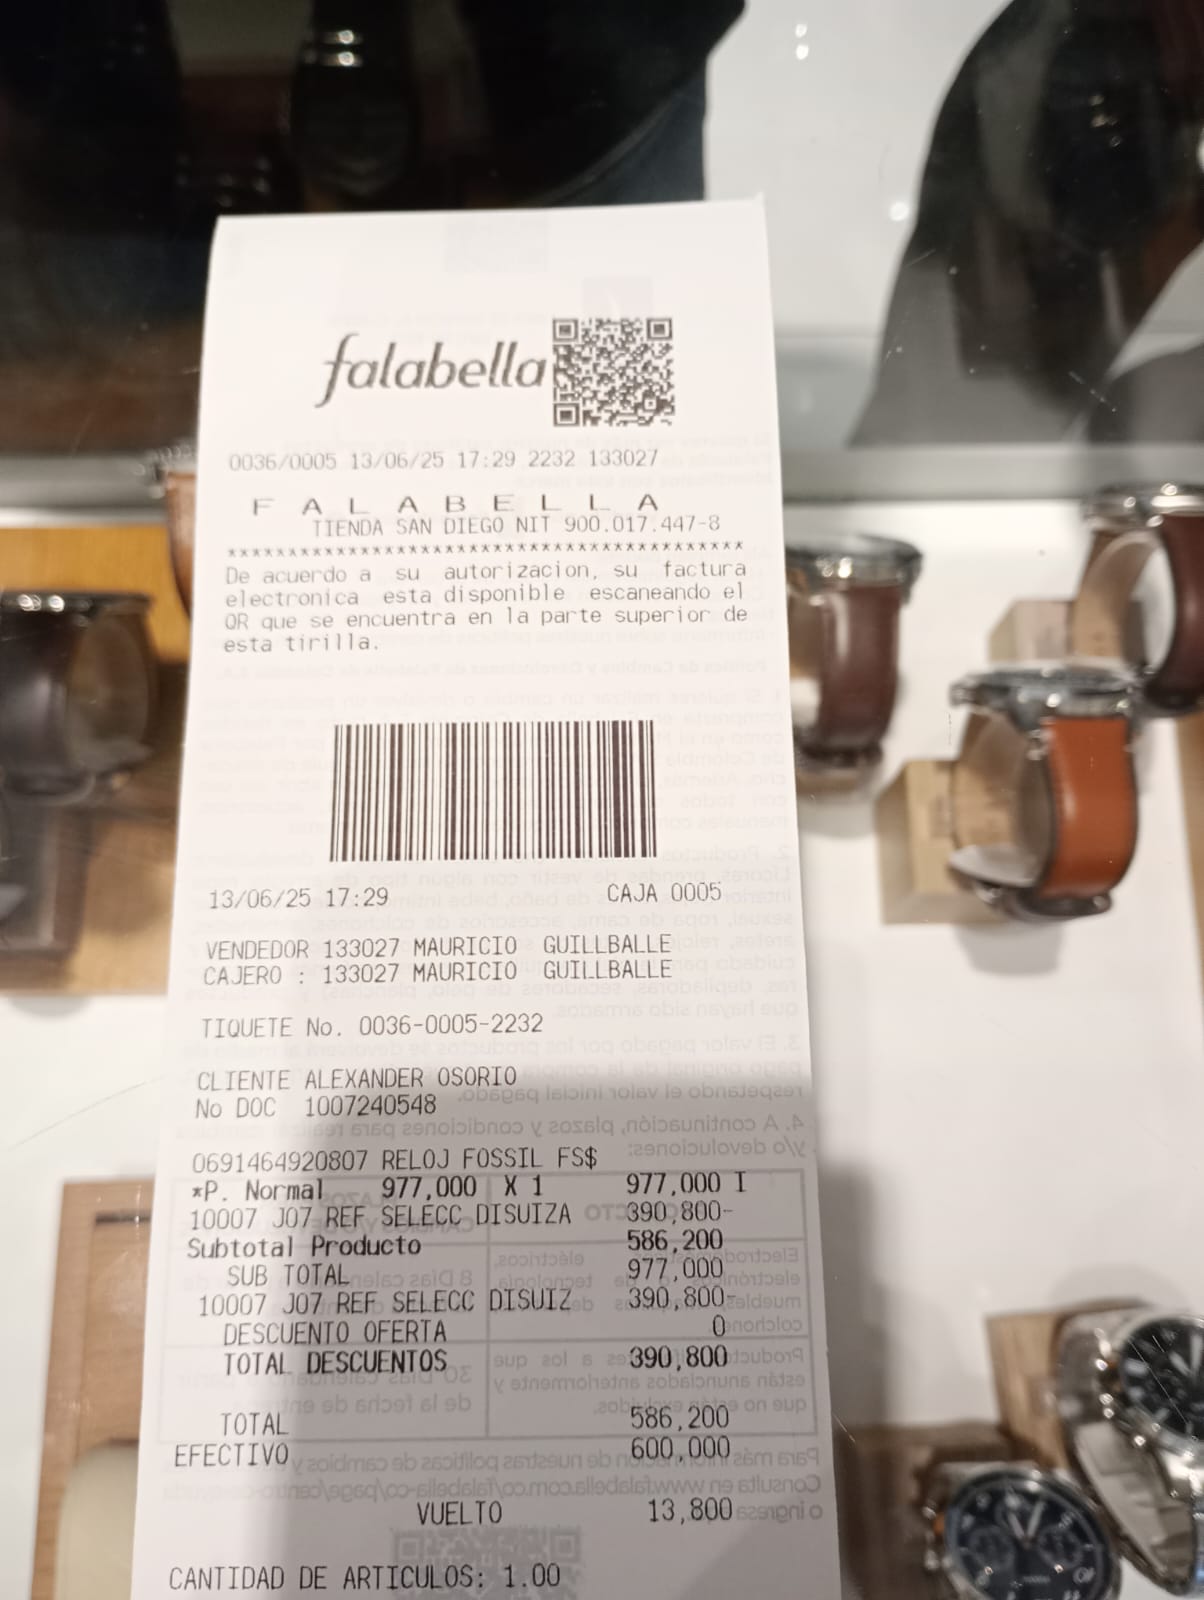 falabella
0036/0005 13/06/25 17:29 2232 133027
F A L A B E L L A
TIENDA SAN DIEGO NIT 900.017.447-8
******************************************
De acuerdo a su autorizacion, su factura
electronica esta disponible escaneando el
QR que se encuentra en la parte superior de
esta tirilla.
13/06/25 17:29 CAJA 0005
VENDEDOR 133027 MAURICIO GUILLBALLE
CAJERO : 133027 MAURICIO GUILLBALLE
TIQUETE No. 0036-0005-2232
CLIENTE ALEXANDER OSORIO
No DOC 1007240548
0691464920807 RELOJ FOSSIL FS$
*P. Normal 977,000 X 1 977,000 I
10007 J07 REF SELECC DISUIZA 390,800-
Subtotal Producto 586,200
SUB TOTAL 977,000
10007 J07 REF SELECC DISUIZ 390,800-
DESCUENTO OFERTA 0
TOTAL DESCUENTOS 390,800
TOTAL 586,200
EFECTIVO 600,000
VUELTO 13,800
CANTIDAD DE ARTICULOS: 1.00